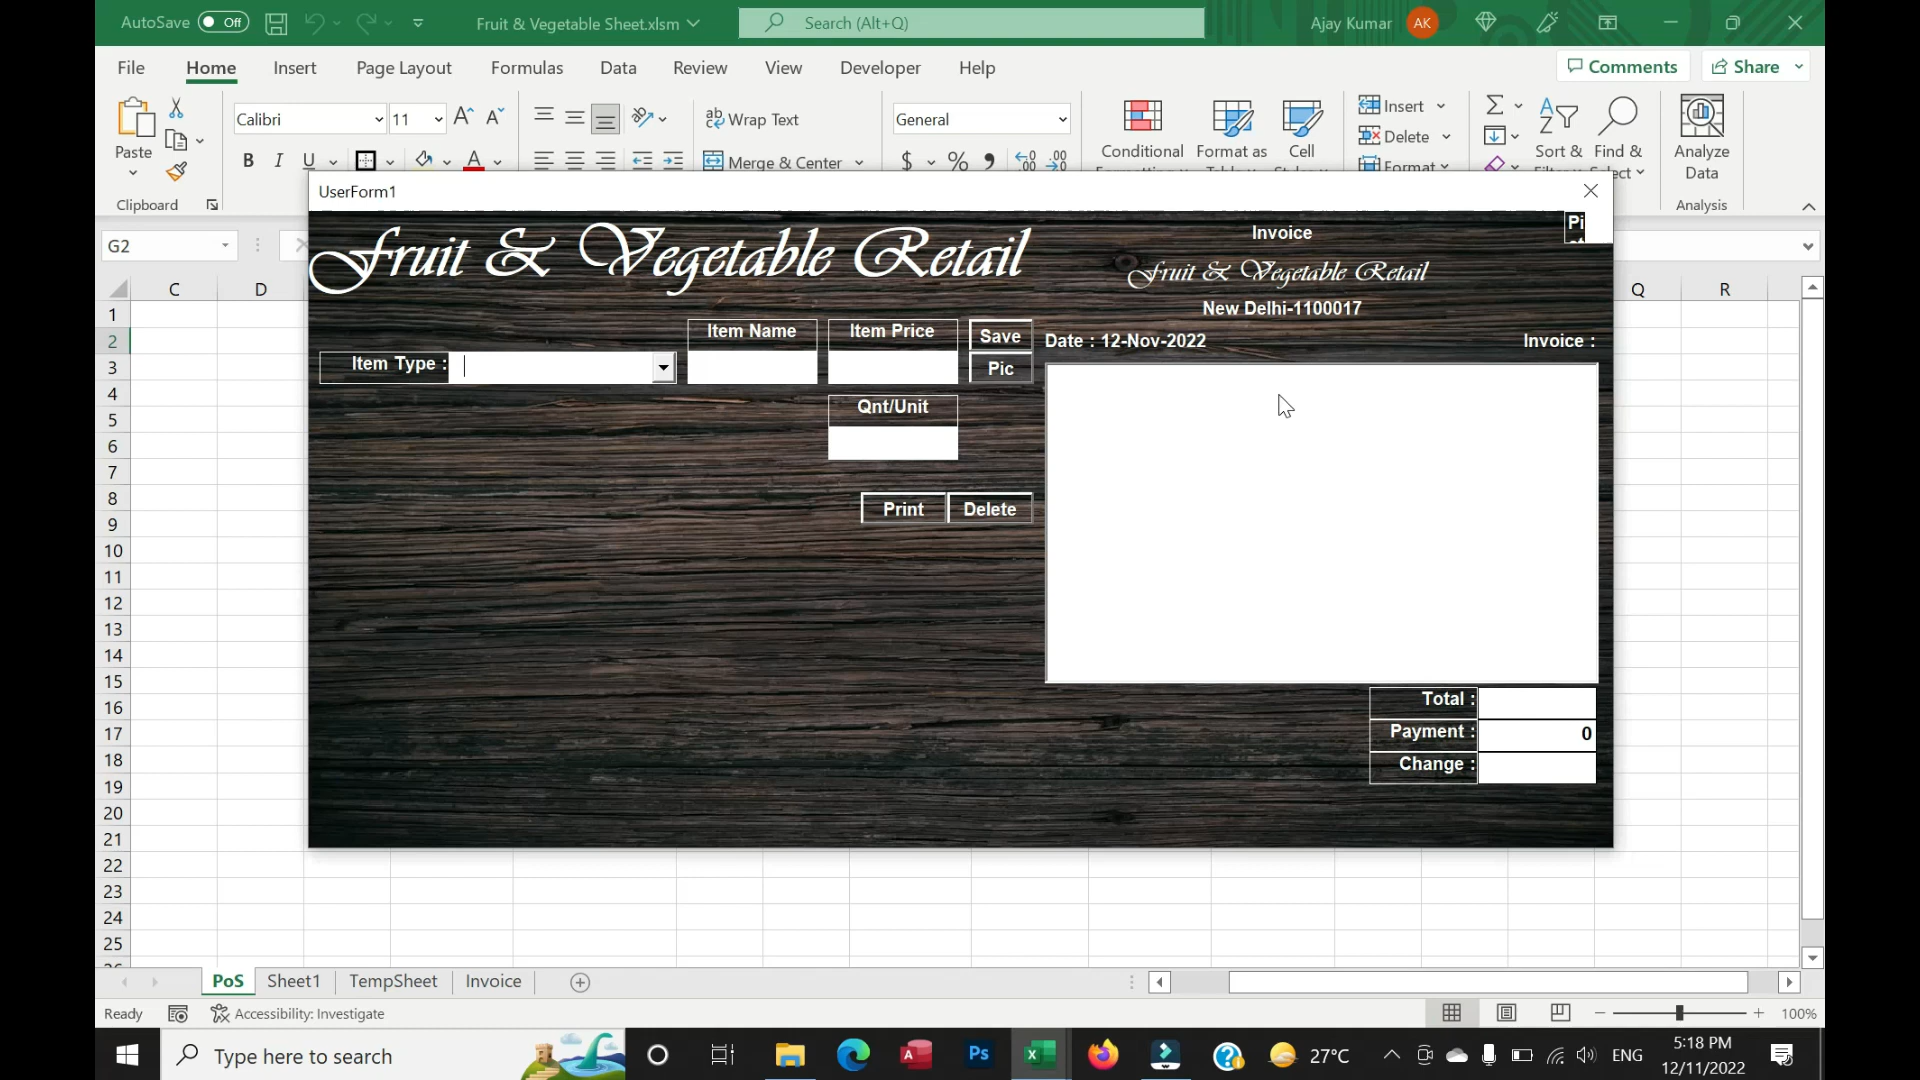 AutoSave Off Fruit & Vegetable Sheet.xlsm Search (Alt+Q) Ajay Kumar AK
File Home Insert Page Layout Formulas Data Review View Developer Help Comments Share
Paste
Clipboard
Calibri 11
B I U A
ab Wrap Text
Merge & Center
General
$ % 9
Conditional
Format as
Cell
Insert
Delete
Format
Sort &
Find &
Select
Analyze
Data
Analysis
G2
C D Q R
UserForm1
Fruit & Vegetable Retail
Invoice
Fruit & Vegetable Retail
New Delhi-1100017
Pi
Item Name Item Price Save
Item Type : Pic
Date : 12-Nov-2022 Invoice :
Qnt/Unit
Print Delete
Total :
Payment : 0
Change :
1
2
3
4
5
6
7
8
9
10
11
12
13
14
15
16
17
18
19
20
21
22
23
24
25
PoS Sheet1 TempSheet Invoice
Ready Accessibility: Investigate 100%
Type here to search Ps 27°C ENG 5:18 PM
12/11/2022